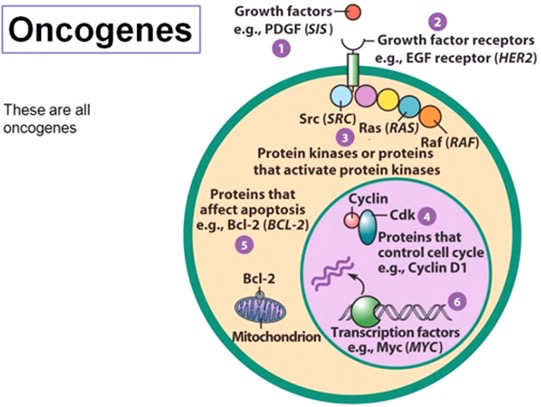 Oncogenes
These are all
oncogenes
Growth factors
e.g., PDGF (SIS)
1
2
Growth factor receptors
e.g., EGF receptor (HER2)
Src (SRC)
Ras (RAS)
Raf (RAF)
3
Protein kinases or proteins
that activate protein kinases
Proteins that
affect apoptosis
e.g., Bcl-2 (BCL-2)
5
Bcl-2
Mitochondrion
Cyclin
Cdk
4
Proteins that
control cell cycle
e.g., Cyclin D1
6
Transcription factors
e.g., Myc (MYC)